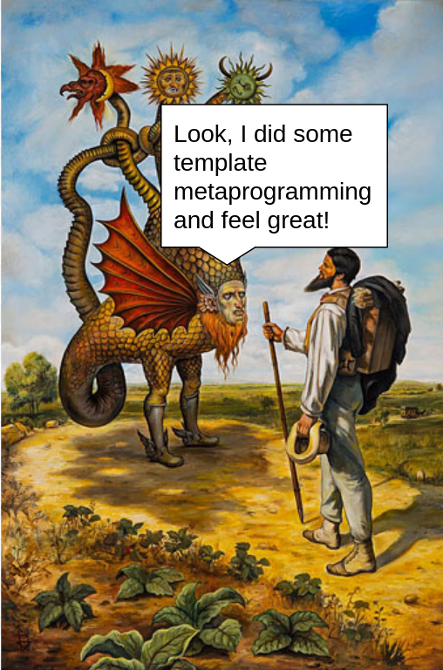 Look, I did some
template
metaprogramming
and feel great!